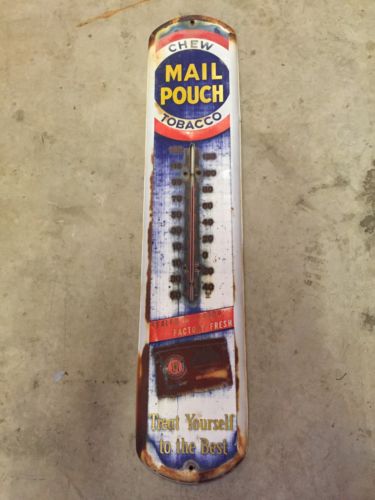 CHEW
MAIL
POUCH
TOBACCO
FACTORY FRESH
Treat Yourself
to the Best